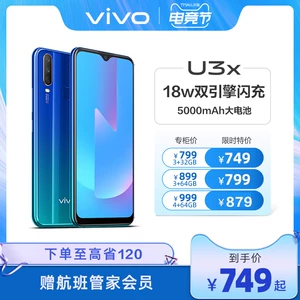 vivo
天猫
电竞节
U3x
18w双引擎闪充
5000mAh大电池
专柜价
限时特价
¥799
3+32GB
¥749
¥899
3+64GB
¥799
¥999
4+64GB
¥879
vivo
下单至高省120
赠航班管家会员
到手价
¥749起